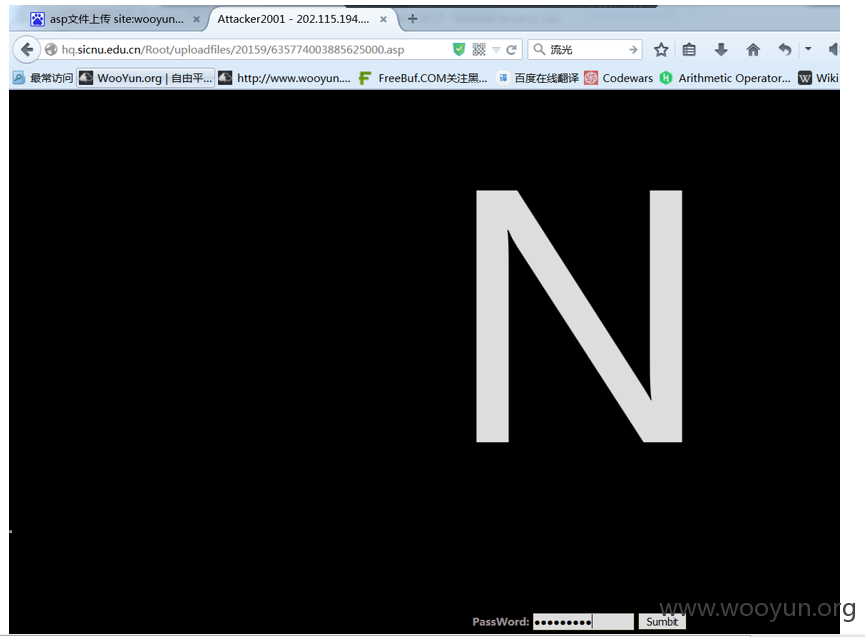 asp文件上传 site:wooyun...
Attacker2001 - 202.115.194....
hq.sicnu.edu.cn/Root/uploadfiles/20159/635774003885625000.asp
流光
最常访问
WooYun.org | 自由平...
http://www.wooyun....
FreeBuf.COM关注黑...
百度在线翻译
Codewars
Arithmetic Operator...
Wiki
N
PassWord:
Sumbit
www.wooyun.org